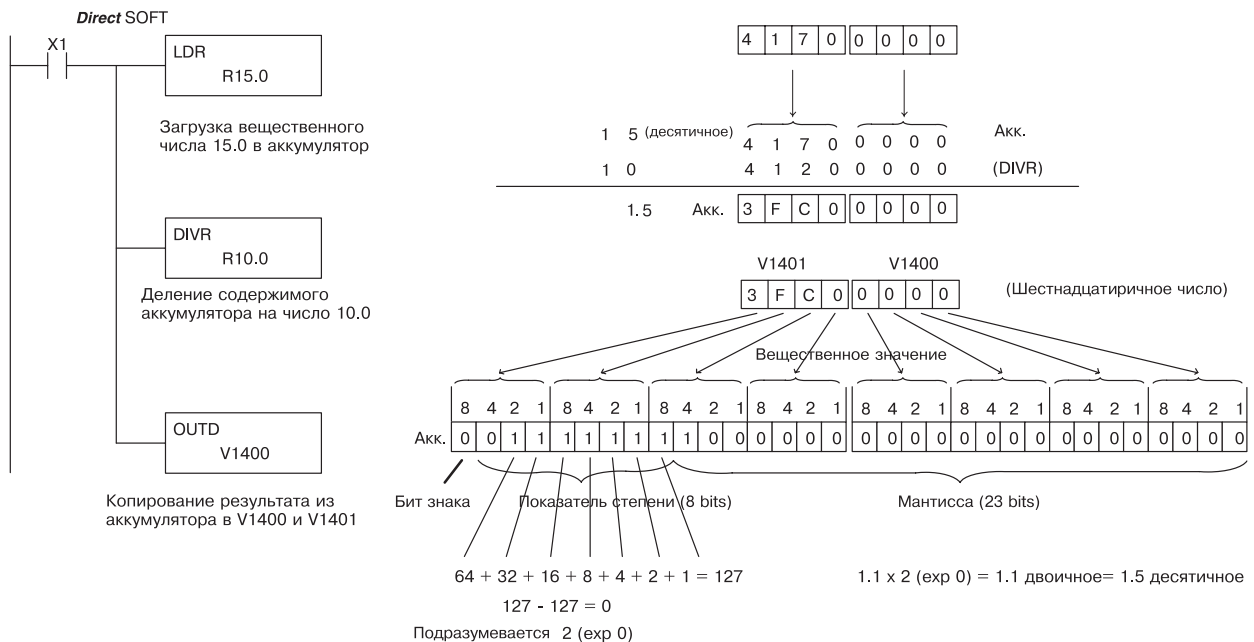 Direct SOFT
X1
LDR
R15.0
Загрузка вещественного
числа 15.0 в аккумулятор
DIVR
R10.0
Деление содержимого
аккумулятора на число 10.0
OUTD
V1400
Копирование результата из
аккумулятора в V1400 и V1401
4 1 7 0 0 0 0 0
1 5 (десятичное) 4 1 7 0 0 0 0 0 Акк.
1 0 4 1 2 0 0 0 0 0 (DIVR)
1.5 Акк. 3 F C 0 0 0 0 0
V1401 V1400
3 F C 0 0 0 0 0 (Шестнадцатиричное число)
Вещественное значение
8 4 2 1 8 4 2 1 8 4 2 1 8 4 2 1 8 4 2 1 8 4 2 1 8 4 2 1 8 4 2 1
Акк. 0 0 1 1 1 1 1 1 1 1 0 0 0 0 0 0 0 0 0 0 0 0 0 0 0 0 0 0 0 0 0 0
Бит знака Показатель степени (8 bits) Мантисса (23 bits)
64 + 32 + 16 + 8 + 4 + 2 + 1 = 127 1.1 x 2 (exp 0) = 1.1 двоичное= 1.5 десятичное
127 - 127 = 0
Подразумевается 2 (exp 0)